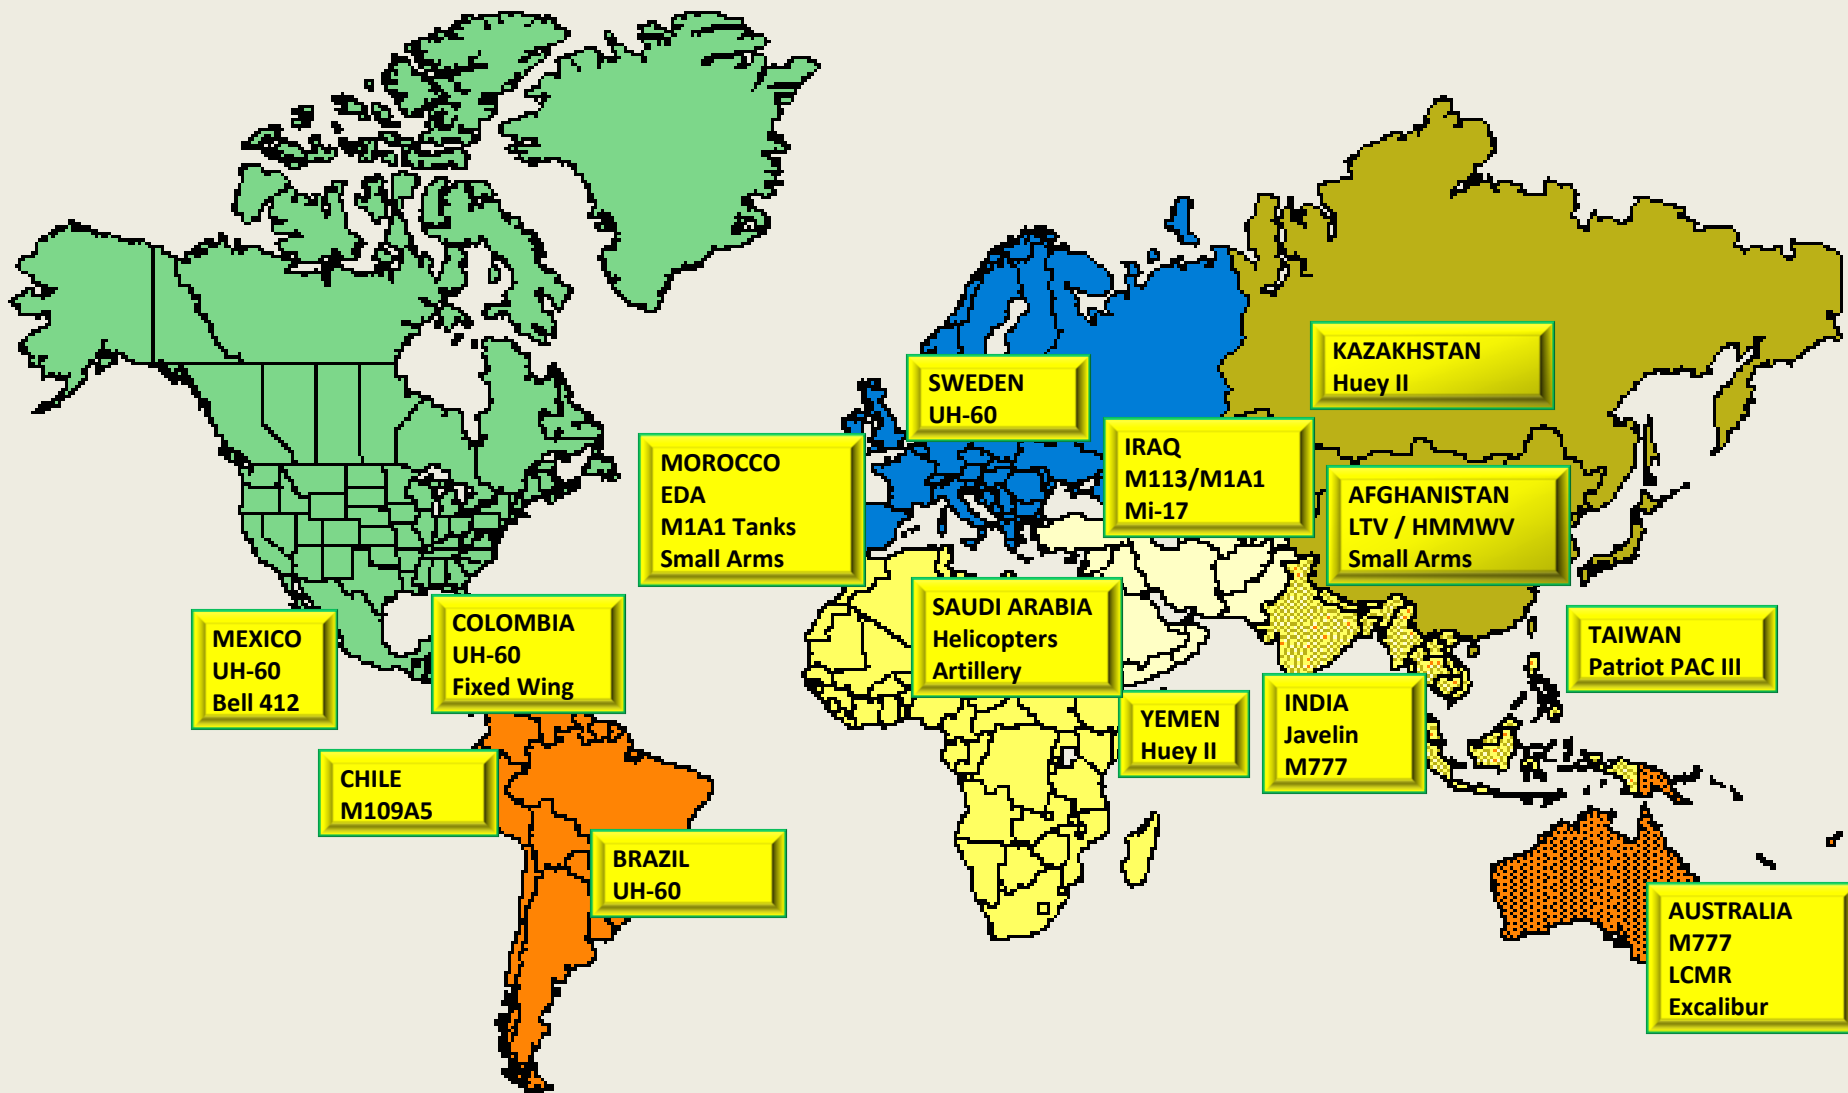 KAZAKHSTAN
Huey II
SWEDEN
UH-60
IRAQ
M113/M1A1
Mi-17
MOROCCO
EDA
M1A1 Tanks
Small Arms
AFGHANISTAN
LTV / HMMWV
Small Arms
SAUDI ARABIA
Helicopters
Artillery
MEXICO
UH-60
Bell 412
COLOMBIA
UH-60
Fixed Wing
TAIWAN
Patriot PAC III
YEMEN
Huey II
INDIA
Javelin
M777
CHILE
M109A5
BRAZIL
UH-60
AUSTRALIA
M777
LCMR
Excalibur